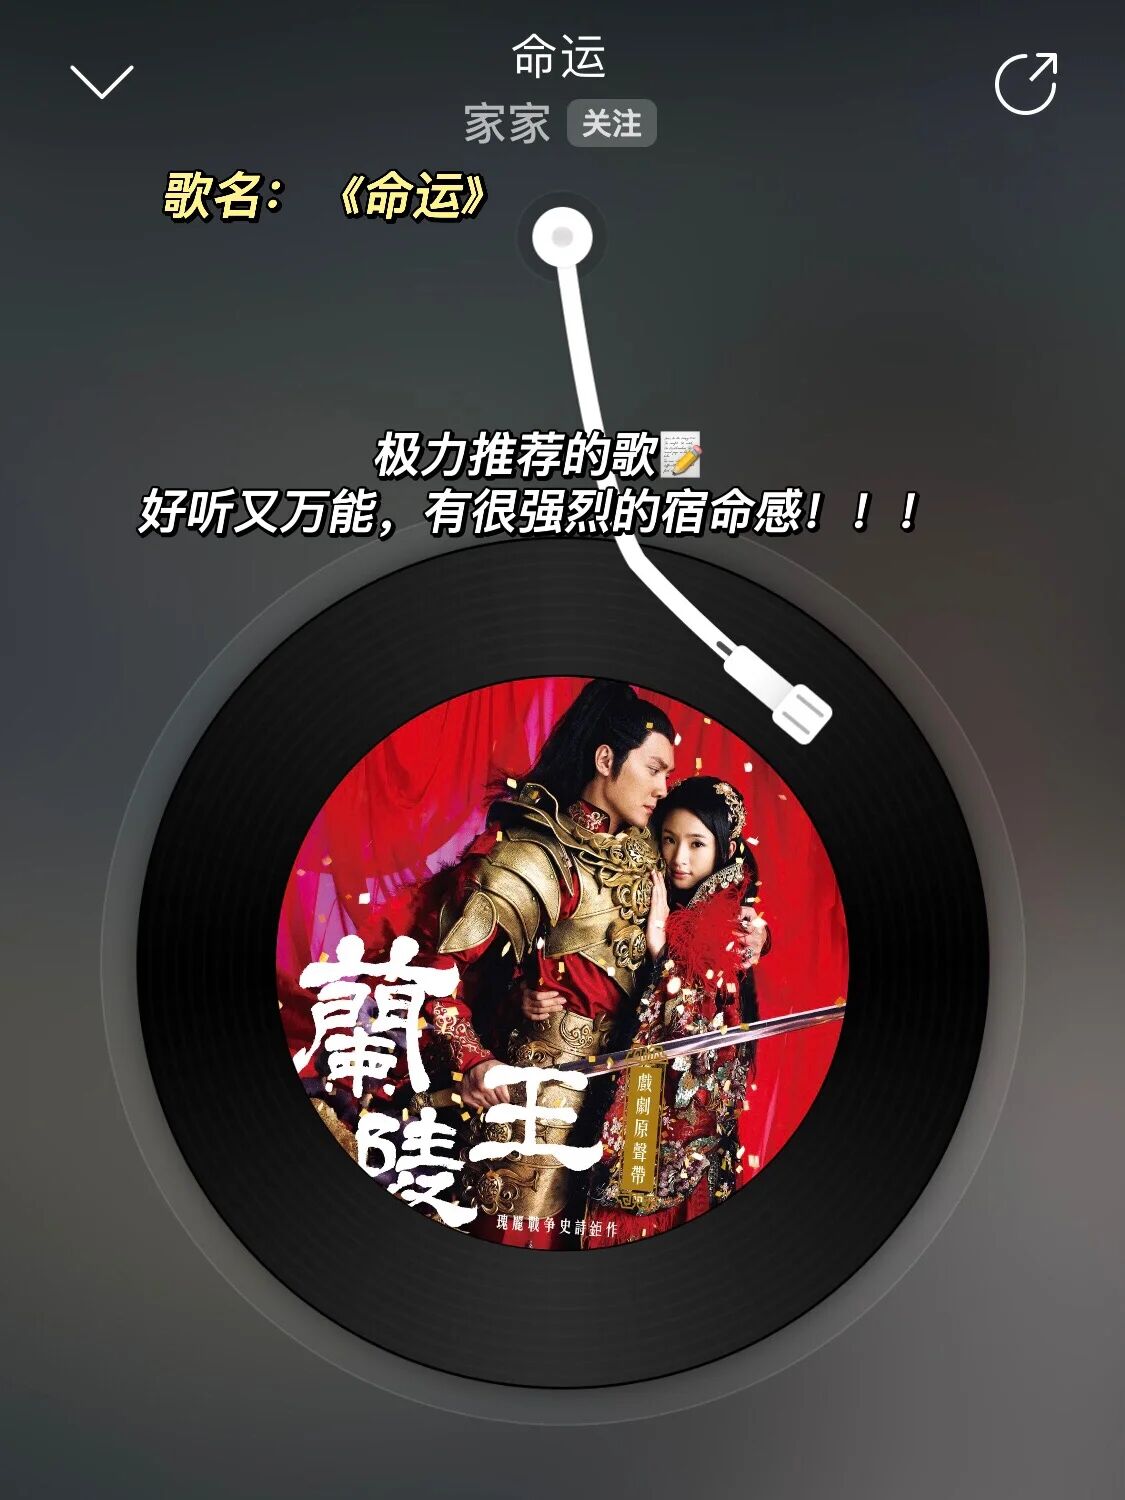 命运
家家 关注
歌名：《命运》
极力推荐的歌📝
好听又万能，有很强烈的宿命感！！！
蘭陵王
戲劇原聲帶
瑰麗戰爭史詩鉅作